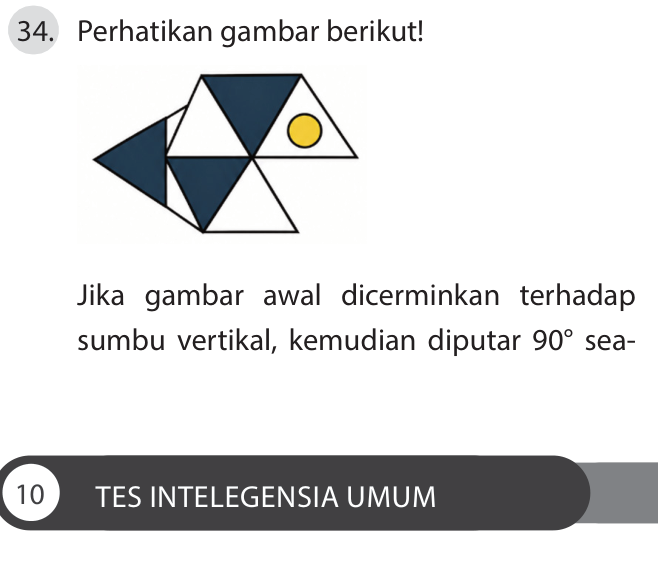 34. Perhatikan gambar berikut!
Jika gambar awal dicerminkan terhadap
sumbu vertikal, kemudian diputar 90° sea-
10 TES INTELEGENSIA UMUM